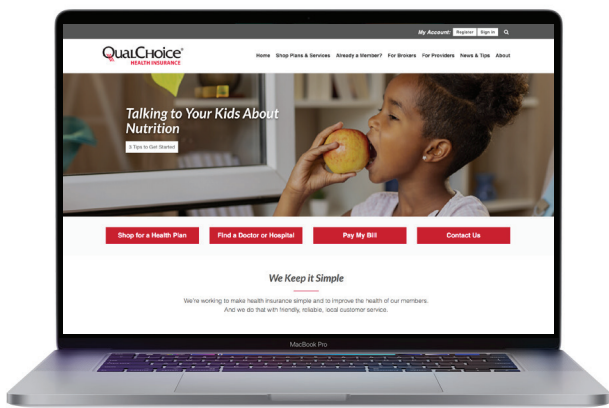 My Account: Register Sign in
QualChoice®
HEALTH INSURANCE
Home Shop Plans & Services Already a Member? For Brokers For Providers News & Tips About
Talking to Your Kids About
Nutrition
3 Tips to Get Started
Shop for a Health Plan Find a Doctor or Hospital Pay My Bill Contact Us
We Keep it Simple
We're working to make health insurance simple and to improve the health of our members.
And we do that with friendly, reliable, local customer service.
MacBook Pro